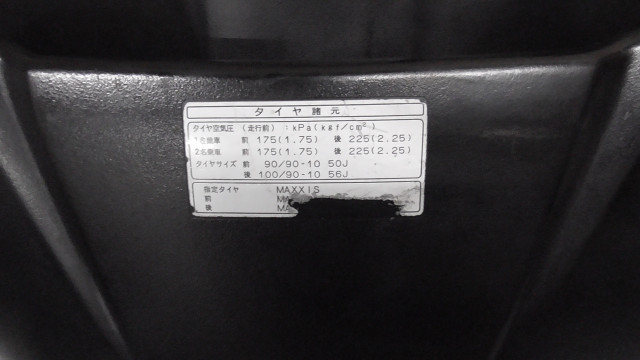 タイヤ諸元
タイヤ空気圧 (走行前) :kPa(kgf/cm²)
1名乗車 前 175(1.75) 後 225(2.25)
2名乗車 前 175(1.75) 後 225(2.25)
タイヤサイズ 前 90/90-10 50J
後 100/90-10 56J
指定タイヤ MAXXIS
前
後